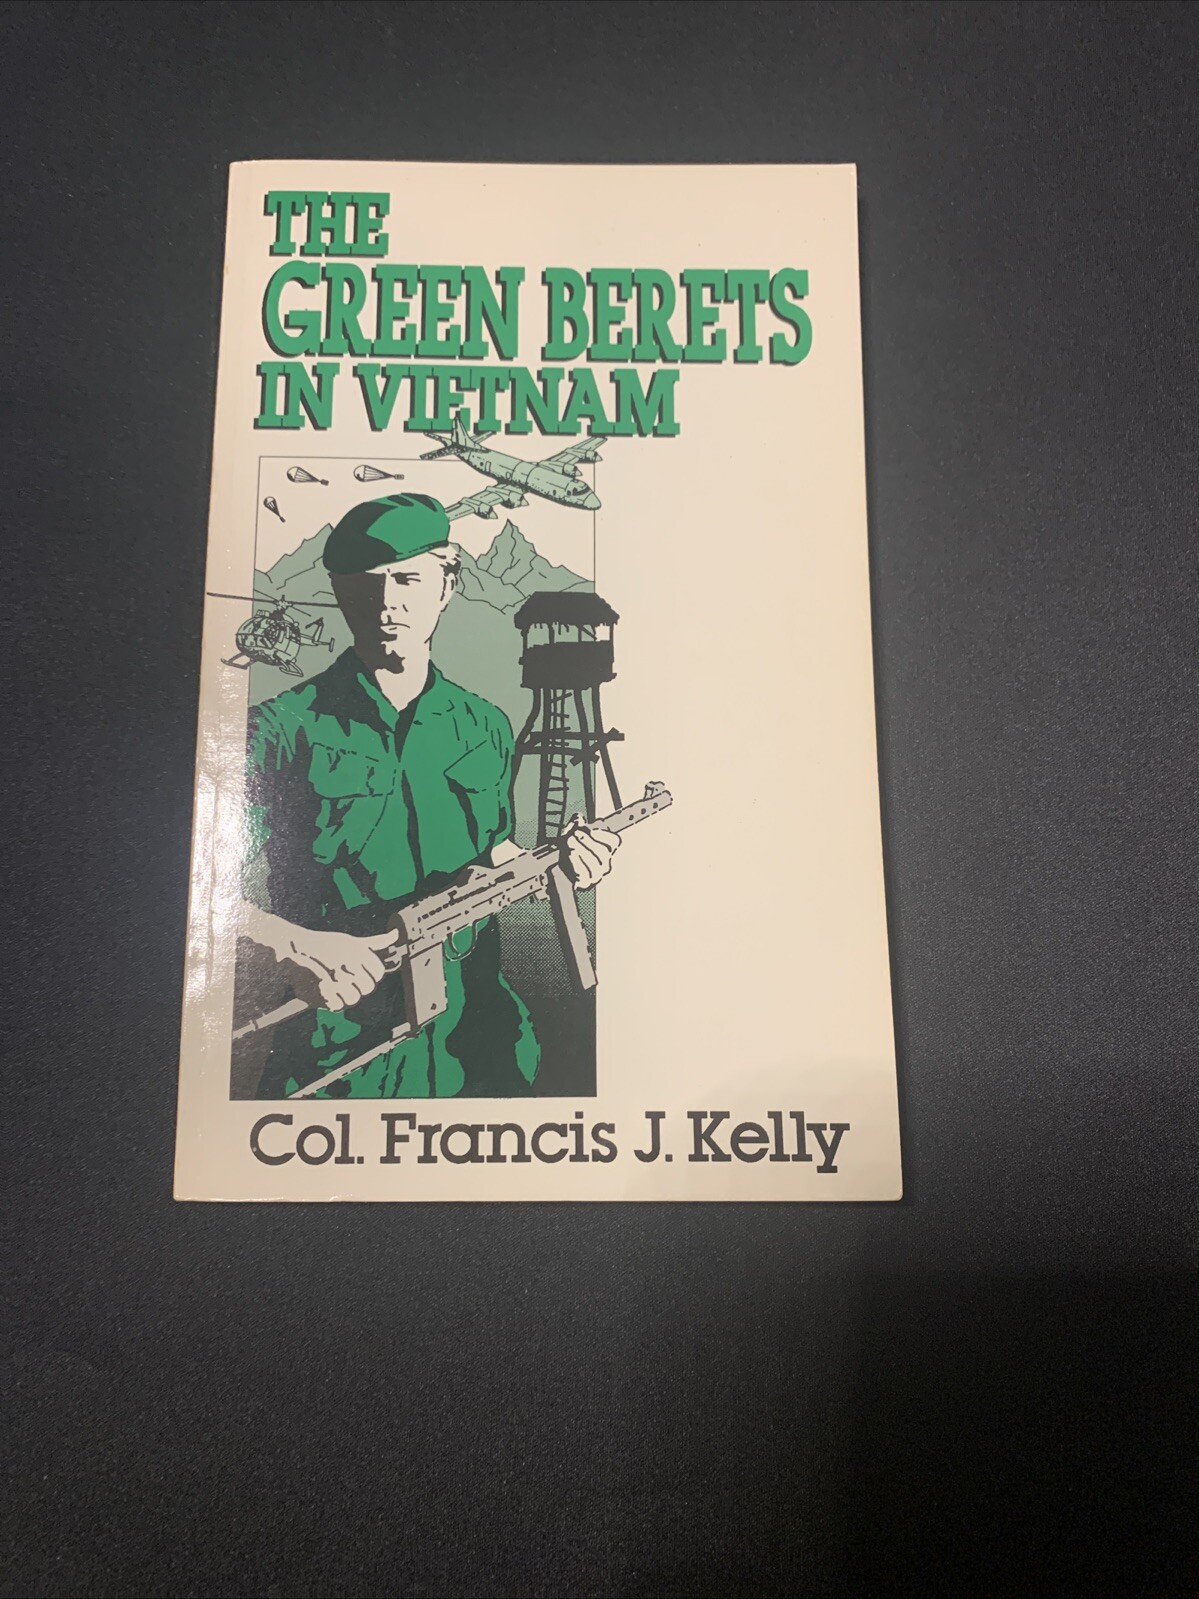 THE
GREEN BERETS
IN VIETNAM
Col. Francis J. Kelly